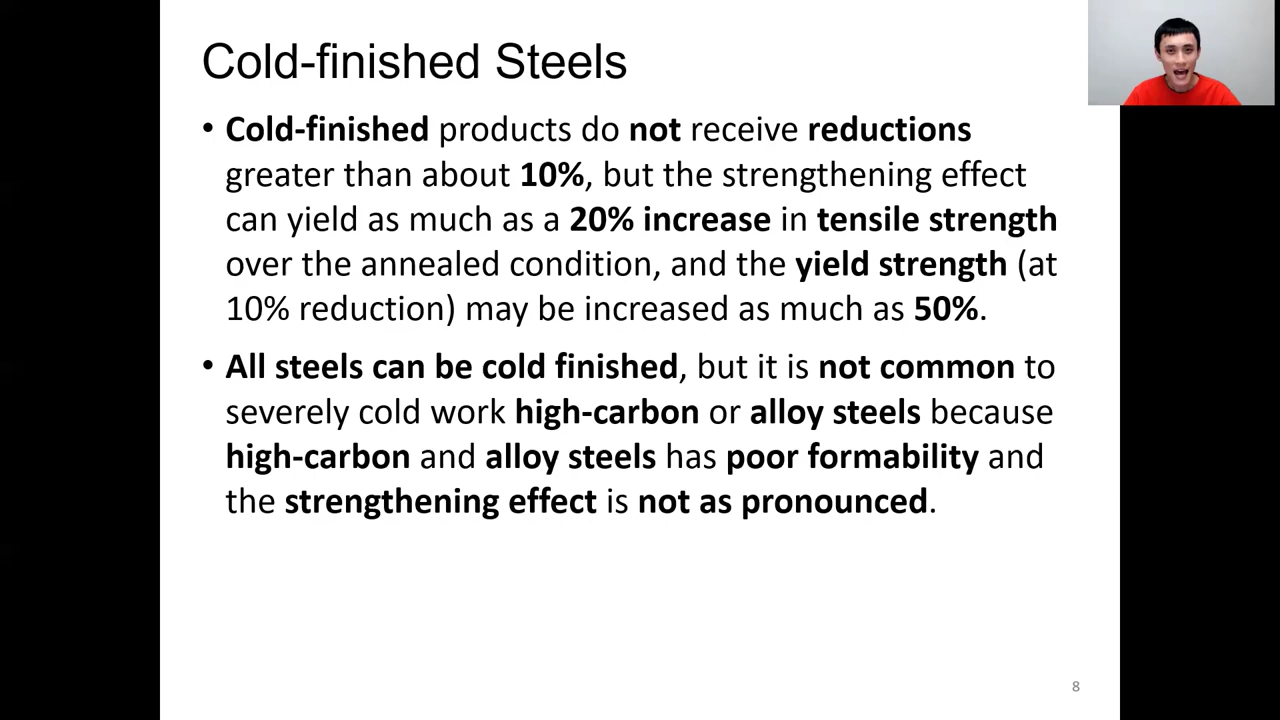 Cold-finished Steels
• Cold-finished products do not receive reductions
greater than about 10%, but the strengthening effect
can yield as much as a 20% increase in tensile strength
over the annealed condition, and the yield strength (at
10% reduction) may be increased as much as 50%.
• All steels can be cold finished, but it is not common to
severely cold work high-carbon or alloy steels because
high-carbon and alloy steels has poor formability and
the strengthening effect is not as pronounced.
8